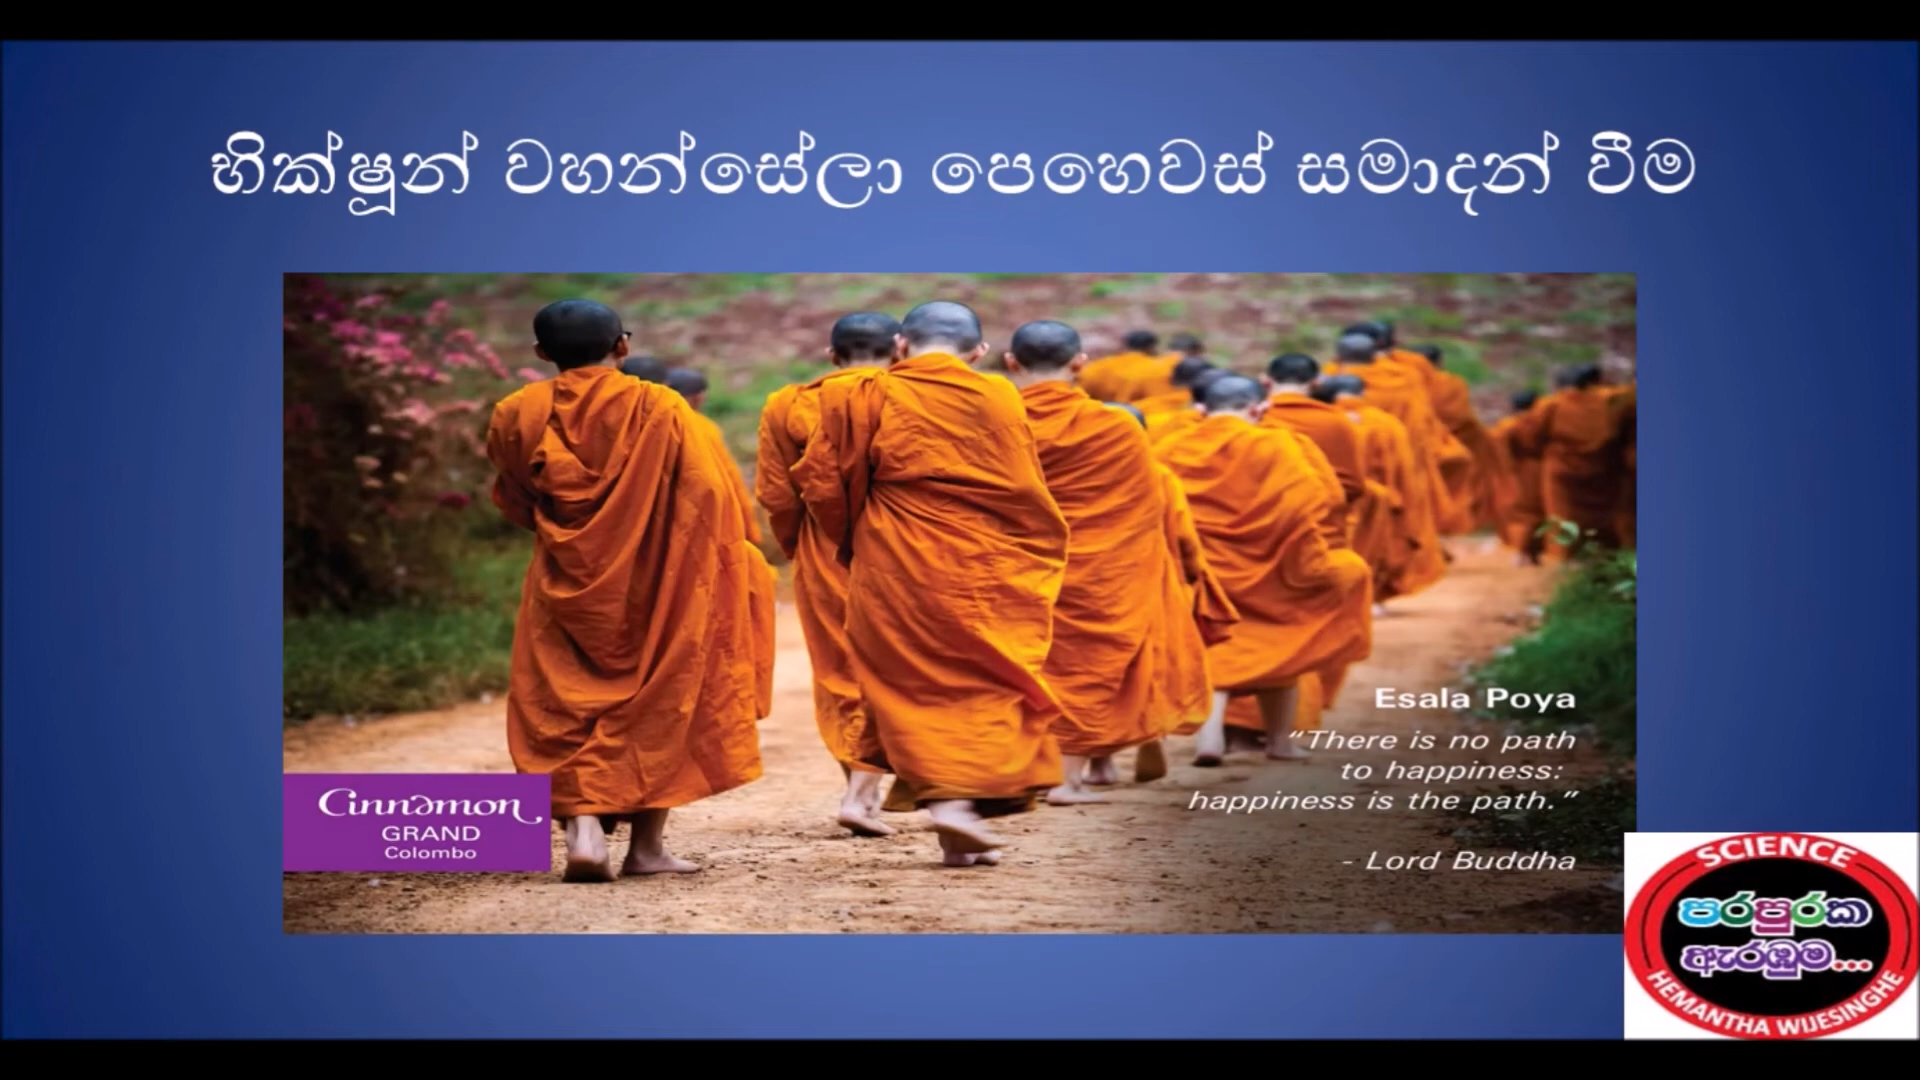 භික්ෂූන් වහන්සේලා පෙහෙවස් සමාදන් වීම
Esala Poya
“There is no path
to happiness:
happiness is the path.”
- Lord Buddha
Cinnamon
GRAND
Colombo
SCIENCE
පරපුරක
ඇරඹුම...
HEMANTHA WIJESINGHE